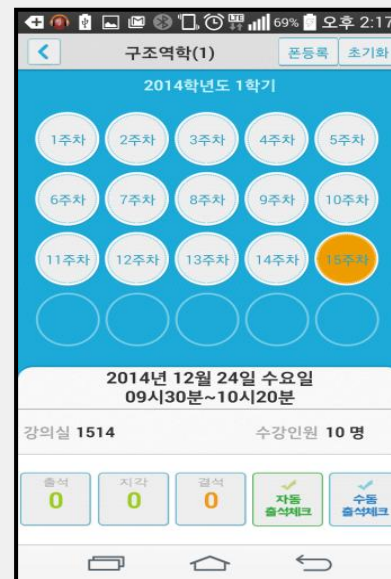 69% 오후 2:17
구조역학(1) 폰등록 초기화
2014학년도 1학기
1주차 2주차 3주차 4주차 5주차
6주차 7주차 8주차 9주차 10주차
11주차 12주차 13주차 14주차 15주차
2014년 12월 24일 수요일
09시30분~10시20분
강의실 1514 수강인원 10 명
출석 지각 결석 자동 수동
0 0 0 출석체크 출석체크